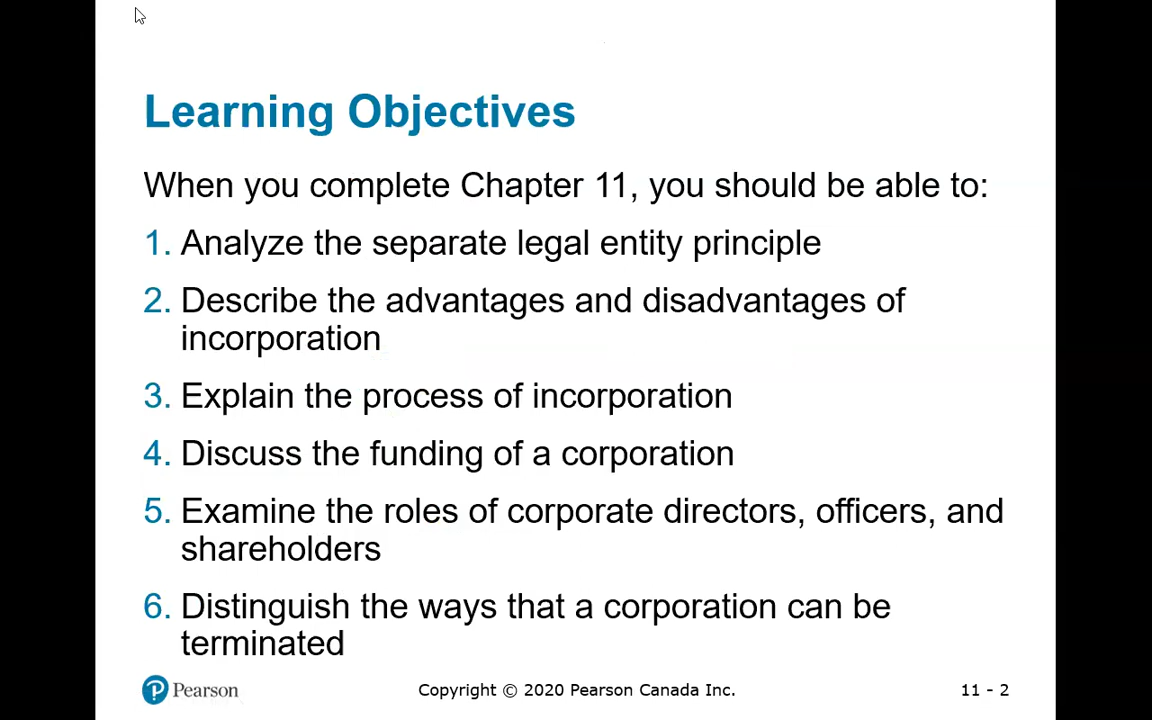 Learning Objectives
When you complete Chapter 11, you should be able to:
1. Analyze the separate legal entity principle
2. Describe the advantages and disadvantages of
incorporation
3. Explain the process of incorporation
4. Discuss the funding of a corporation
5. Examine the roles of corporate directors, officers, and
shareholders
6. Distinguish the ways that a corporation can be
terminated
Pearson Copyright © 2020 Pearson Canada Inc. 11 - 2